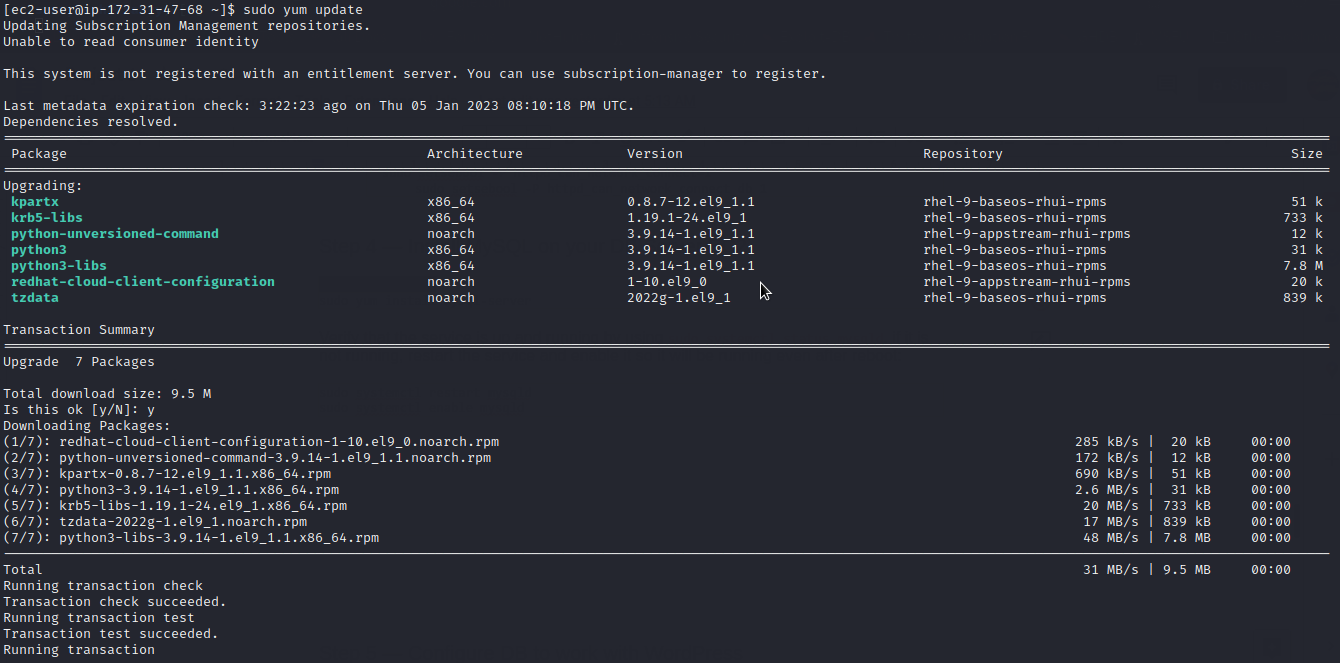 [ec2-user@ip-172-31-47-68 ~]$ sudo yum update
Updating Subscription Management repositories.
Unable to read consumer identity
This system is not registered with an entitlement server. You can use subscription-manager to register.
Last metadata expiration check: 3:22:23 ago on Thu 05 Jan 2023 08:10:18 PM UTC.
Dependencies resolved.
Package Architecture Version Repository Size
Upgrading:
kpartx x86_64 0.8.7-12.el9_1.1 rhel-9-baseos-rhui-rpms 51 k
krb5-libs x86_64 1.19.1-24.el9_1 rhel-9-baseos-rhui-rpms 733 k
python-unversioned-command noarch 3.9.14-1.el9_1.1 rhel-9-appstream-rhui-rpms 12 k
python3 x86_64 3.9.14-1.el9_1.1 rhel-9-baseos-rhui-rpms 31 k
python3-libs x86_64 3.9.14-1.el9_1.1 rhel-9-baseos-rhui-rpms 7.8 M
redhat-cloud-client-configuration noarch 1-10.el9_0 rhel-9-appstream-rhui-rpms 20 k
tzdata noarch 2022g-1.el9_1 rhel-9-baseos-rhui-rpms 839 k
Transaction Summary
Upgrade 7 Packages
Total download size: 9.5 M
Is this ok [y/N]: y
Downloading Packages:
(1/7): redhat-cloud-client-configuration-1-10.el9_0.noarch.rpm 285 kB/s | 20 kB 00:00
(2/7): python-unversioned-command-3.9.14-1.el9_1.1.noarch.rpm 172 kB/s | 12 kB 00:00
(3/7): kpartx-0.8.7-12.el9_1.1.x86_64.rpm 690 kB/s | 51 kB 00:00
(4/7): python3-3.9.14-1.el9_1.1.x86_64.rpm 2.6 MB/s | 31 kB 00:00
(5/7): krb5-libs-1.19.1-24.el9_1.x86_64.rpm 20 MB/s | 733 kB 00:00
(6/7): tzdata-2022g-1.el9_1.noarch.rpm 17 MB/s | 839 kB 00:00
(7/7): python3-libs-3.9.14-1.el9_1.1.x86_64.rpm 48 MB/s | 7.8 MB 00:00
Total 31 MB/s | 9.5 MB 00:00
Running transaction check
Transaction check succeeded.
Running transaction test
Transaction test succeeded.
Running transaction